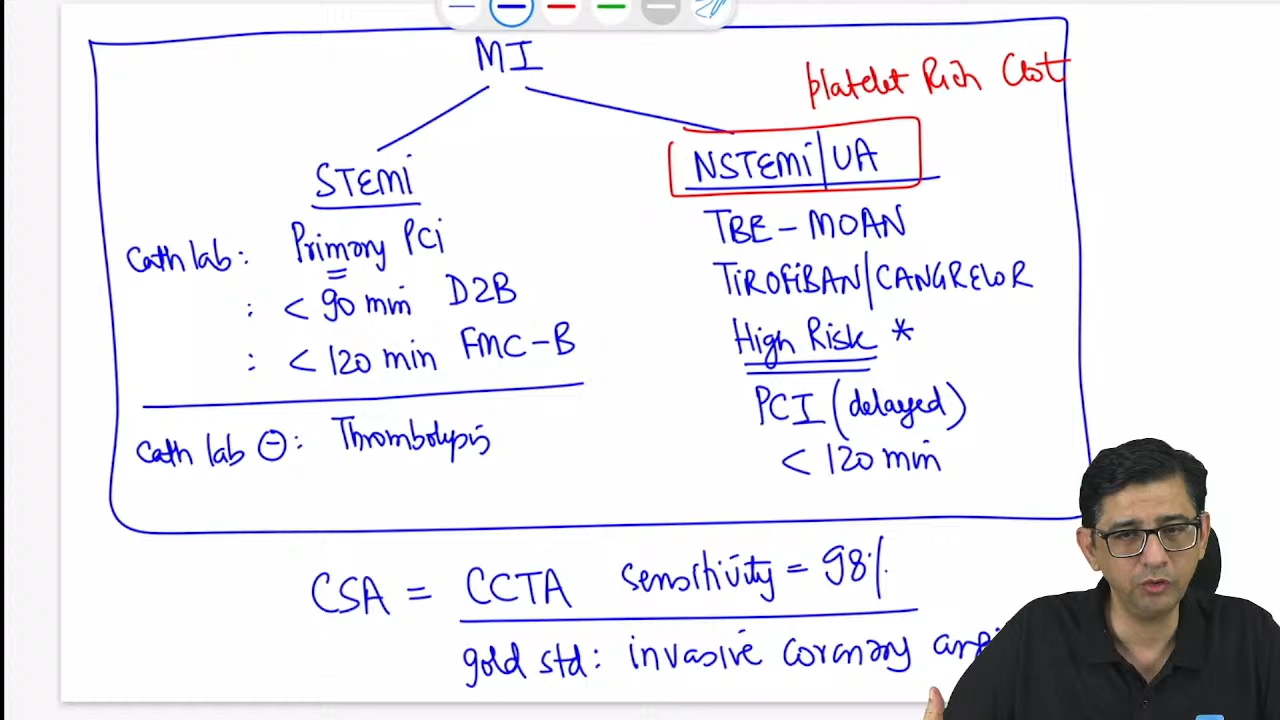 MI
platelet Rich Clot
STEMI
Cath lab: Primary PCI
: < 90 min D2B
: < 120 min FMC-B
Cath lab ⊖: Thrombolysis
NSTEMI|UA
TBE - MOAN
TIROFIBAN/CANGRELOR
High Risk *
PCI (delayed)
< 120 min
CSA = CCTA sensitivity = 98%
gold std: invasive coronary